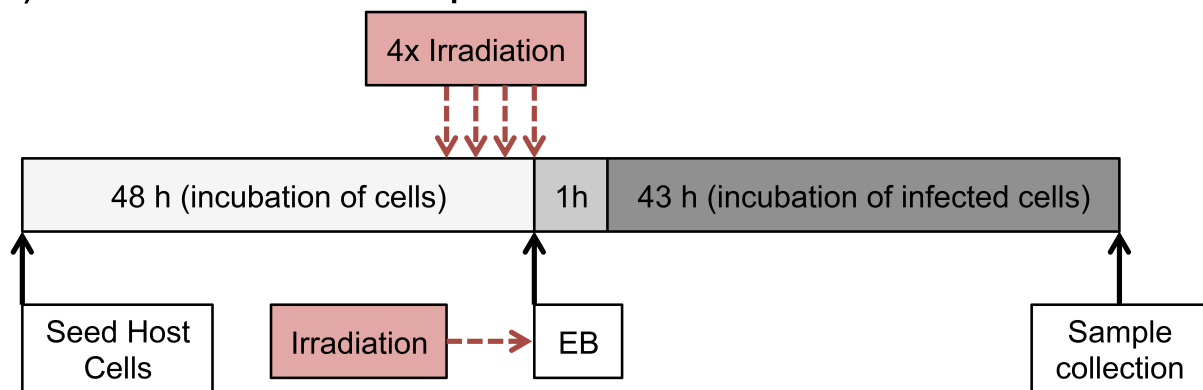 4x Irradiation
48 h (incubation of cells)
1h
43 h (incubation of infected cells)
Seed Host
Cells
Irradiation
EB
Sample
collection